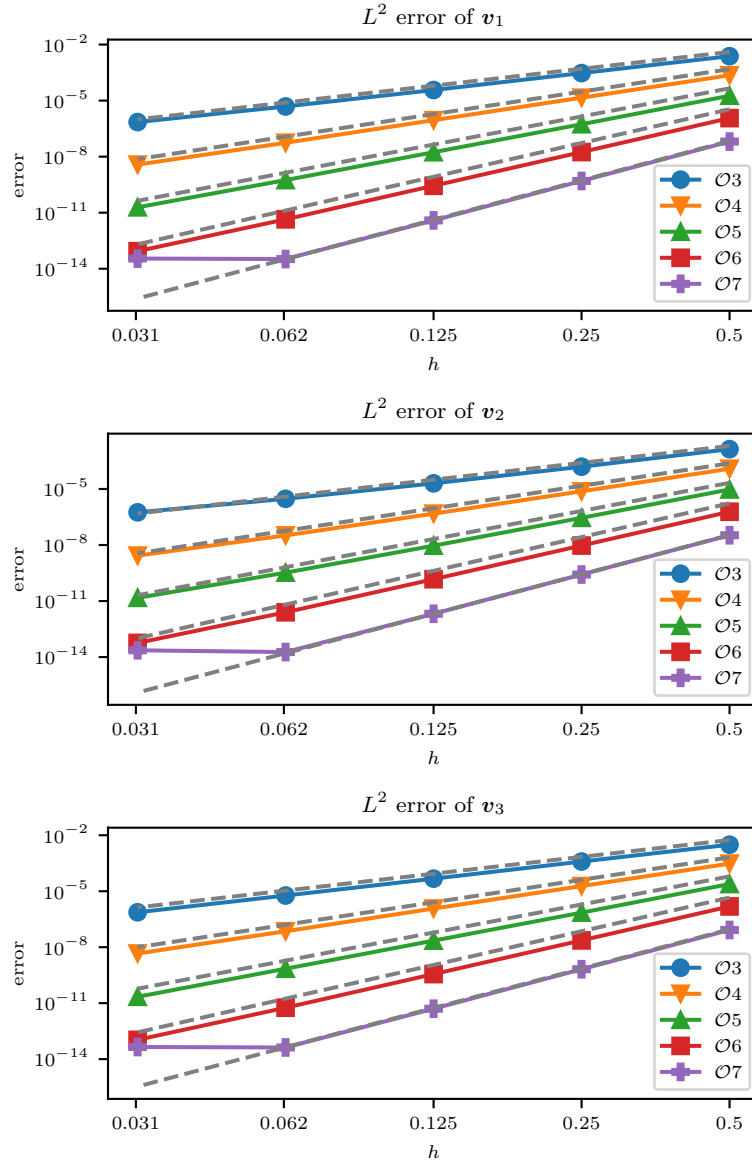 L² error of v₁
10⁻²
10⁻⁵
10⁻⁸
10⁻¹¹
10⁻¹⁴
error
𝒪3
𝒪4
𝒪5
𝒪6
𝒪7
0.031 0.062 0.125 0.25 0.5
h
L² error of v₂
10⁻⁵
10⁻⁸
10⁻¹¹
10⁻¹⁴
error
𝒪3
𝒪4
𝒪5
𝒪6
𝒪7
0.031 0.062 0.125 0.25 0.5
h
L² error of v₃
10⁻²
10⁻⁵
10⁻⁸
10⁻¹¹
10⁻¹⁴
error
𝒪3
𝒪4
𝒪5
𝒪6
𝒪7
0.031 0.062 0.125 0.25 0.5
h